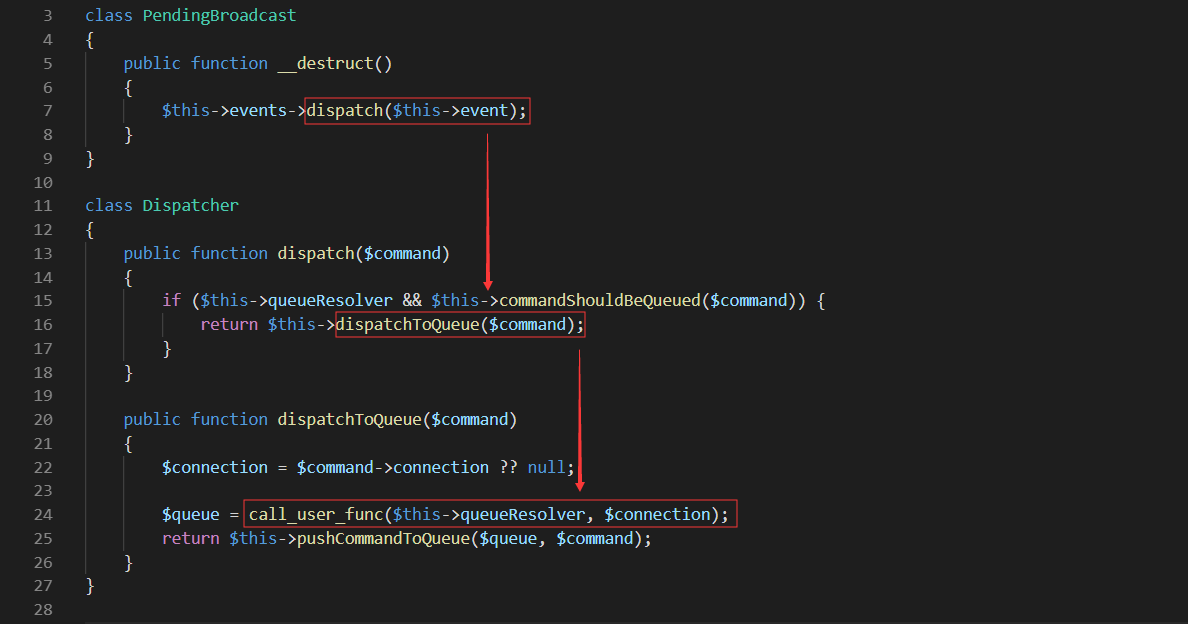 3 class PendingBroadcast
4 {
5 public function __destruct()
6 {
7 $this->events->dispatch($this->event);
8 }
9 }
10
11 class Dispatcher
12 {
13 public function dispatch($command)
14 {
15 if ($this->queueResolver && $this->commandShouldBeQueued($command)) {
16 return $this->dispatchToQueue($command);
17 }
18 }
19
20 public function dispatchToQueue($command)
21 {
22 $connection = $command->connection ?? null;
23
24 $queue = call_user_func($this->queueResolver, $connection);
25 return $this->pushCommandToQueue($queue, $command);
26 }
27 }
28